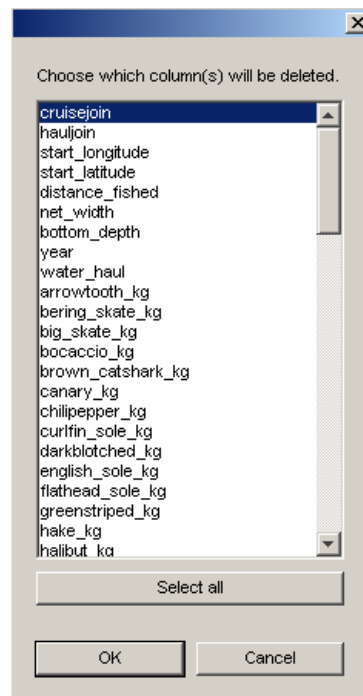 Choose which column(s) will be deleted.
cruisejoin
hauljoin
start_longitude
start_latitude
distance_fished
net_width
bottom_depth
year
water_haul
arrowtooth_kg
bering_skate_kg
big_skate_kg
bocaccio_kg
brown_catshark_kg
canary_kg
chilipepper_kg
curlfin_sole_kg
darkblotched_kg
english_sole_kg
flathead_sole_kg
greenstriped_kg
hake_kg
halibut_kg
Select all
OK Cancel